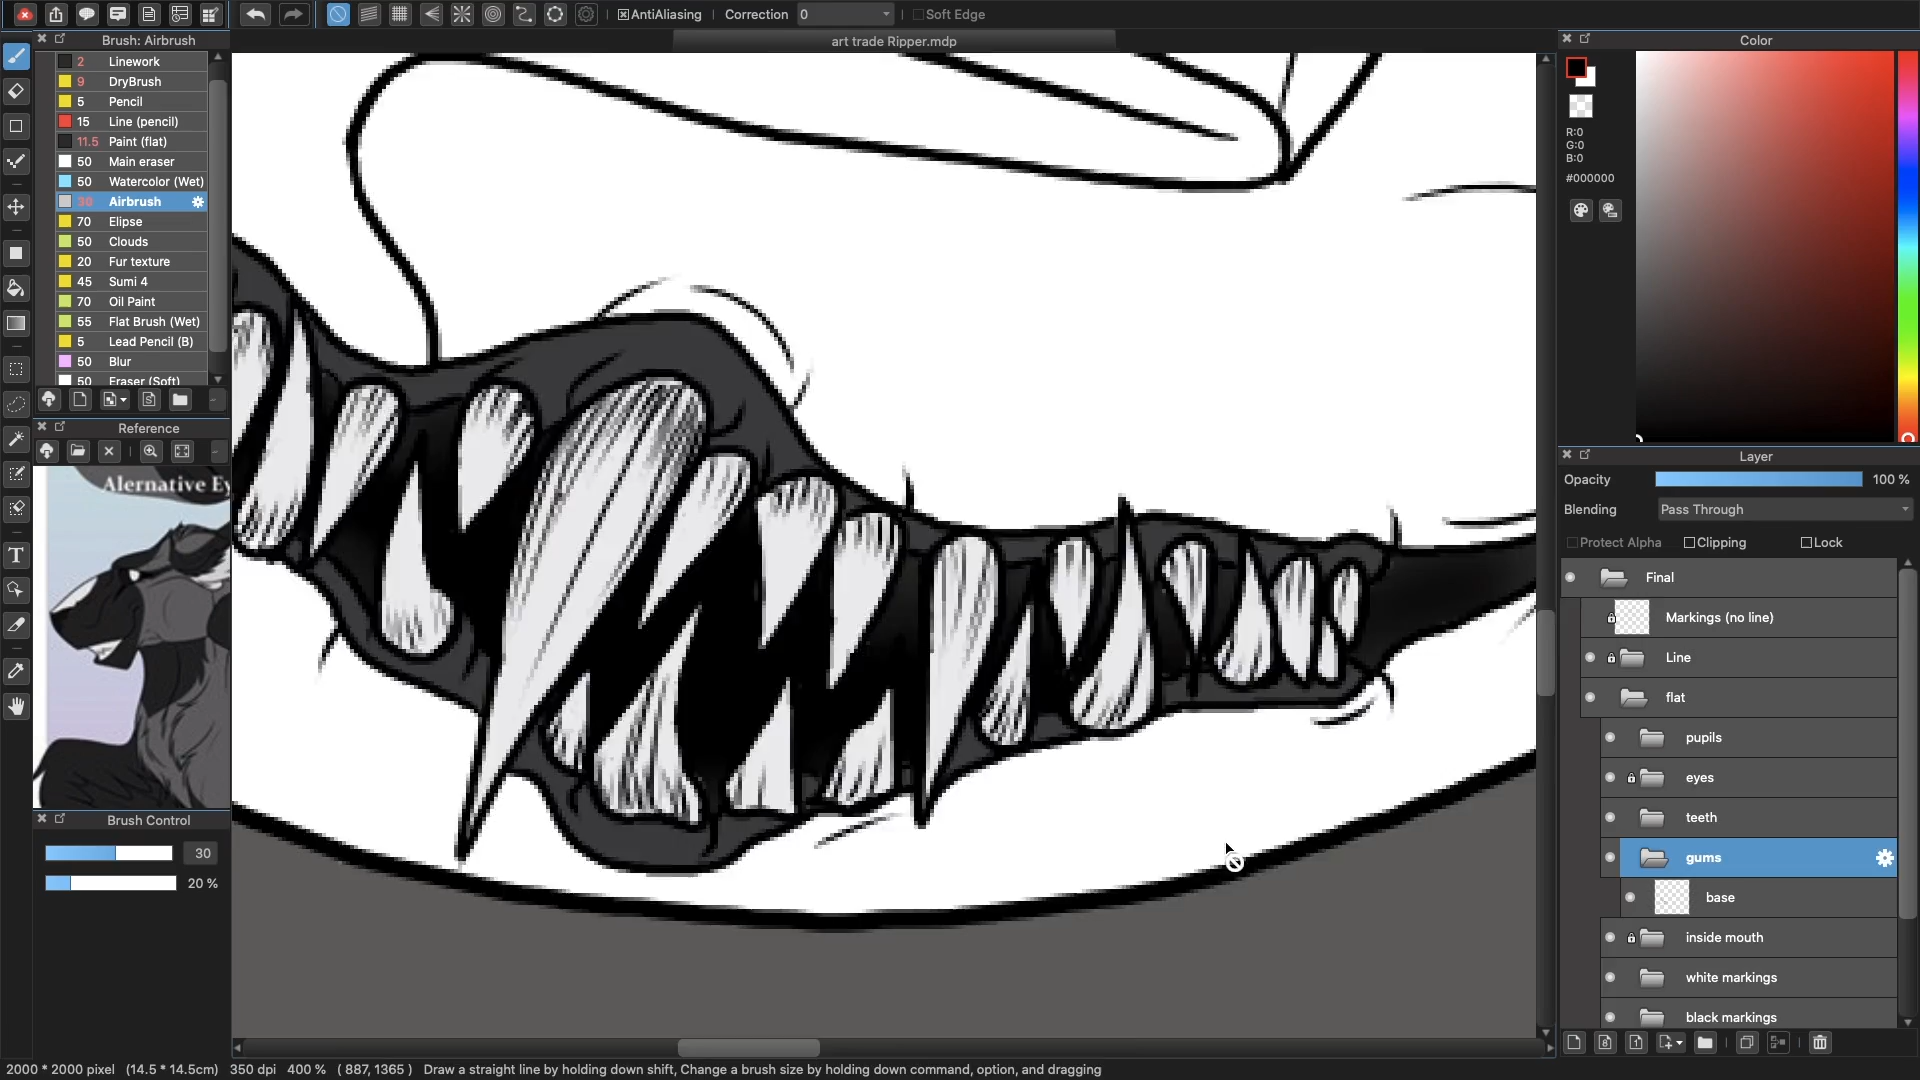 AntiAliasing
Correction 0
Soft Edge
Brush: Airbrush
art trade Ripper.mdp
Color
2 Linework
9 DryBrush
5 Pencil
15 Line (pencil)
11.5 Paint (flat)
50 Main eraser
50 Watercolor (Wet)
30 Airbrush
70 Elipse
50 Clouds
20 Fur texture
45 Sumi 4
70 Oil Paint
55 Flat Brush (Wet)
5 Lead Pencil (B)
50 Blur
50 Eraser (Soft)
Reference
Alernative Ey
Brush Control
30
20 %
R:0
G:0
B:0
#000000
Layer
Opacity 100 %
Blending Pass Through
Protect Alpha Clipping Lock
Final
Markings (no line)
Line
flat
pupils
eyes
teeth
gums
base
inside mouth
white markings
black markings
T
2000 * 2000 pixel (14.5 * 14.5cm) 350 dpi 400 % ( 887, 1365 ) Draw a straight line by holding down shift, Change a brush size by holding down command, option, and dragging